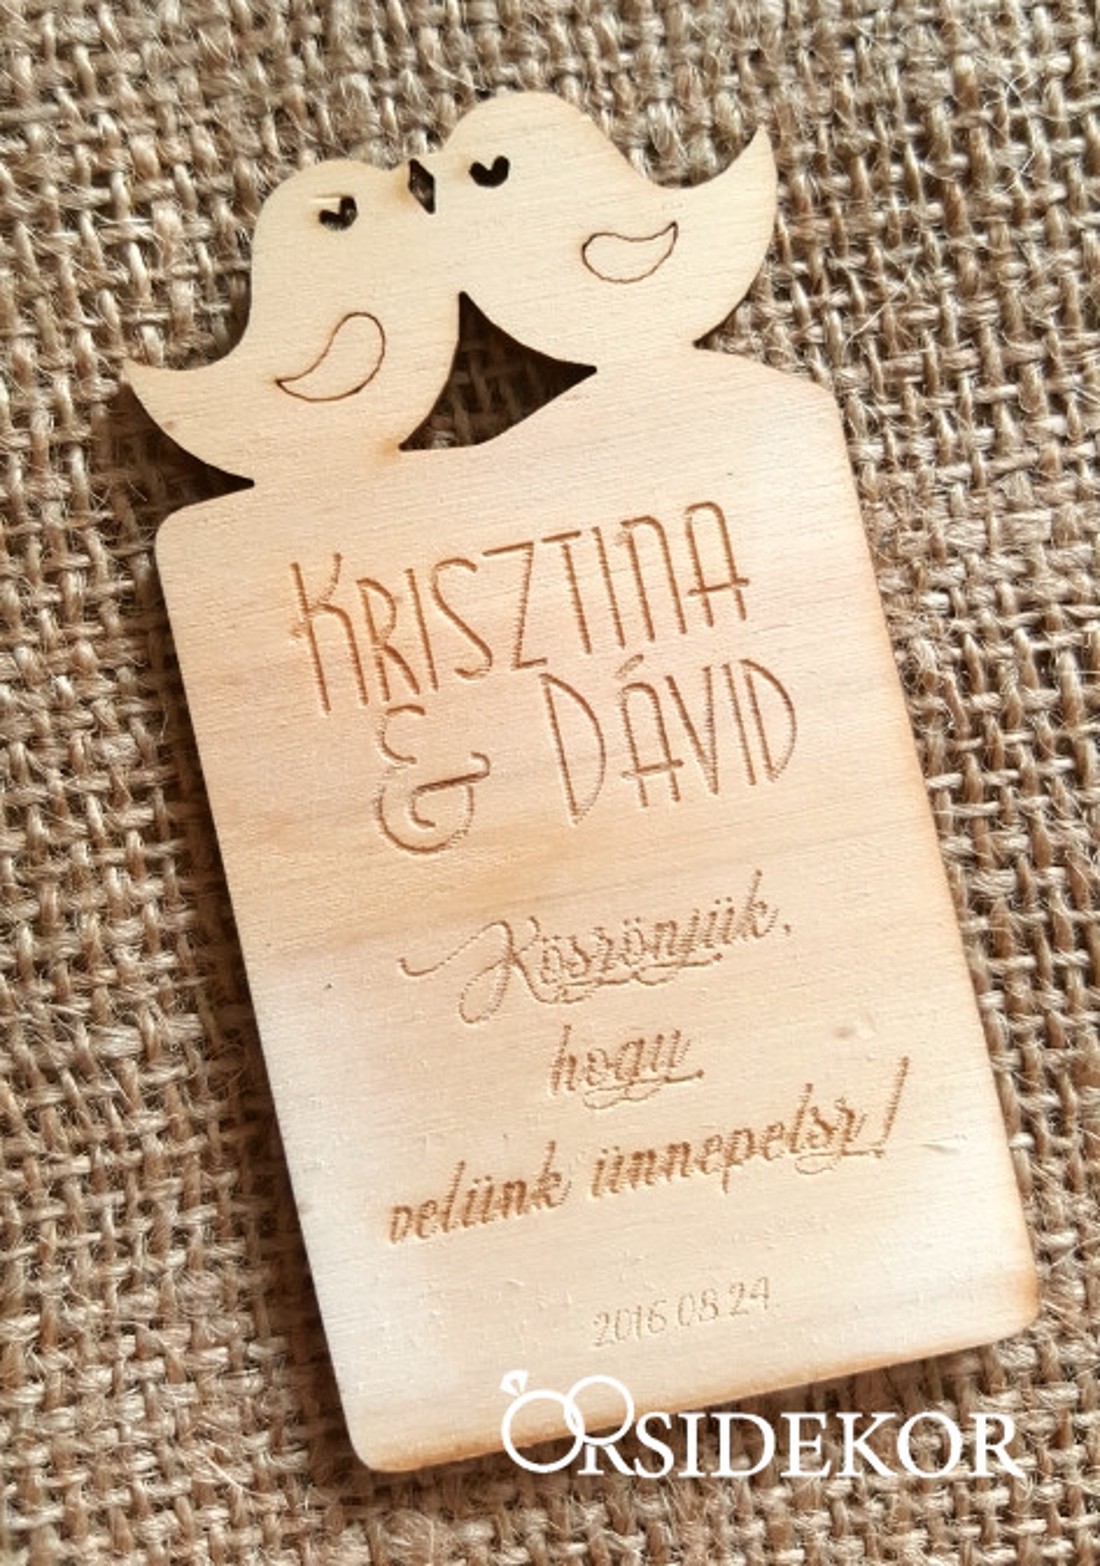 KRISZTINA
& DÁVID
Köszönjük,
hogy
velünk ünnepelsz!
2016.08.24.
ORSIDEKOR